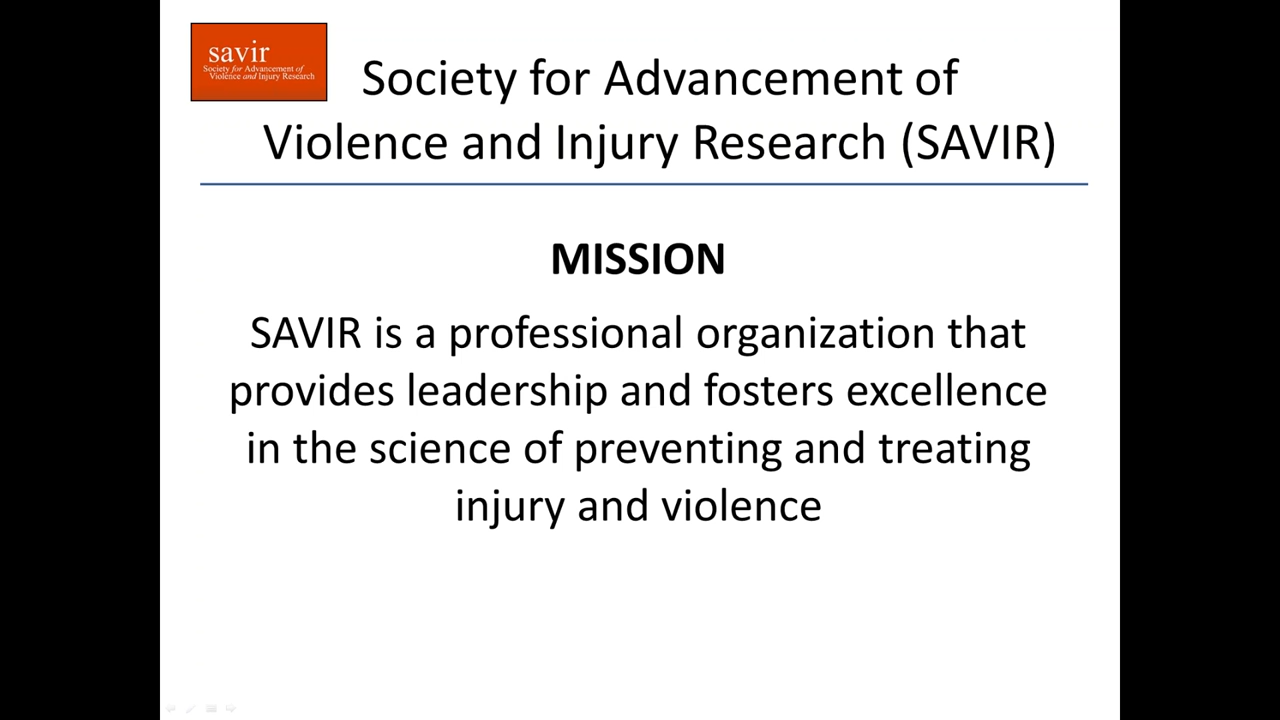 savir
Society for Advancement of
Violence and Injury Research
Society for Advancement of
Violence and Injury Research (SAVIR)
MISSION
SAVIR is a professional organization that
provides leadership and fosters excellence
in the science of preventing and treating
injury and violence